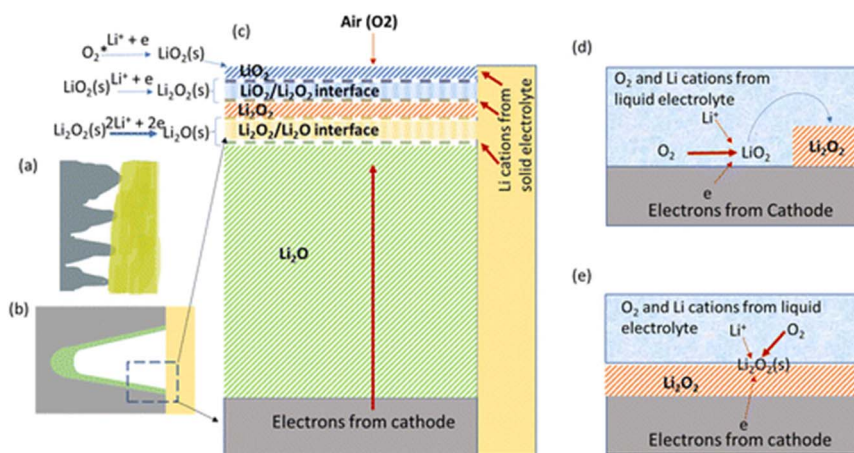 (c)
Air (O2)
O₂* Li⁺ + e LiO₂(s)
LiO₂(s) Li⁺ + e Li₂O₂(s)
Li₂O₂(s) 2Li⁺ + 2e Li₂O(s)
LiO₂
LiO₂/Li₂O₂ interface
Li₂O₂
Li₂O₂/Li₂O interface
Li₂O
Electrons from cathode
Li cations from
solid electrolyte
(a)
(b)
(d)
O₂ and Li cations from
liquid electrolyte
Li⁺
O₂
LiO₂
Li₂O₂
e
Electrons from Cathode
(e)
O₂ and Li cations from liquid
electrolyte
Li⁺
O₂
Li₂O₂(s)
Li₂O₂
e
Electrons from cathode